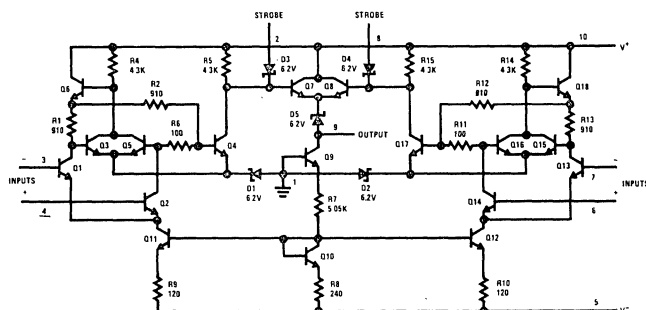 STROBE STROBE
2 8
10 V+
R4 4.3K
R5 4.3K
D3 6.2V
D4 6.2V
R15 4.3K
R14 4.3K
Q6
Q7 Q8
Q18
R2 910
R12 910
R1 910
R6 100
D5 6.2V
9 OUTPUT
R11 100
R13 910
Q3 Q5
Q4
Q17
Q16 Q15
− 3
Q1
Q9
Q13
7 −
INPUTS
D1 6.2V
1
D2 6.2V
INPUTS
+
4
Q2
R7 5.05K
Q14
+
6
Q11
Q10
Q12
R9 120
R8 240
R10 120
5 V−